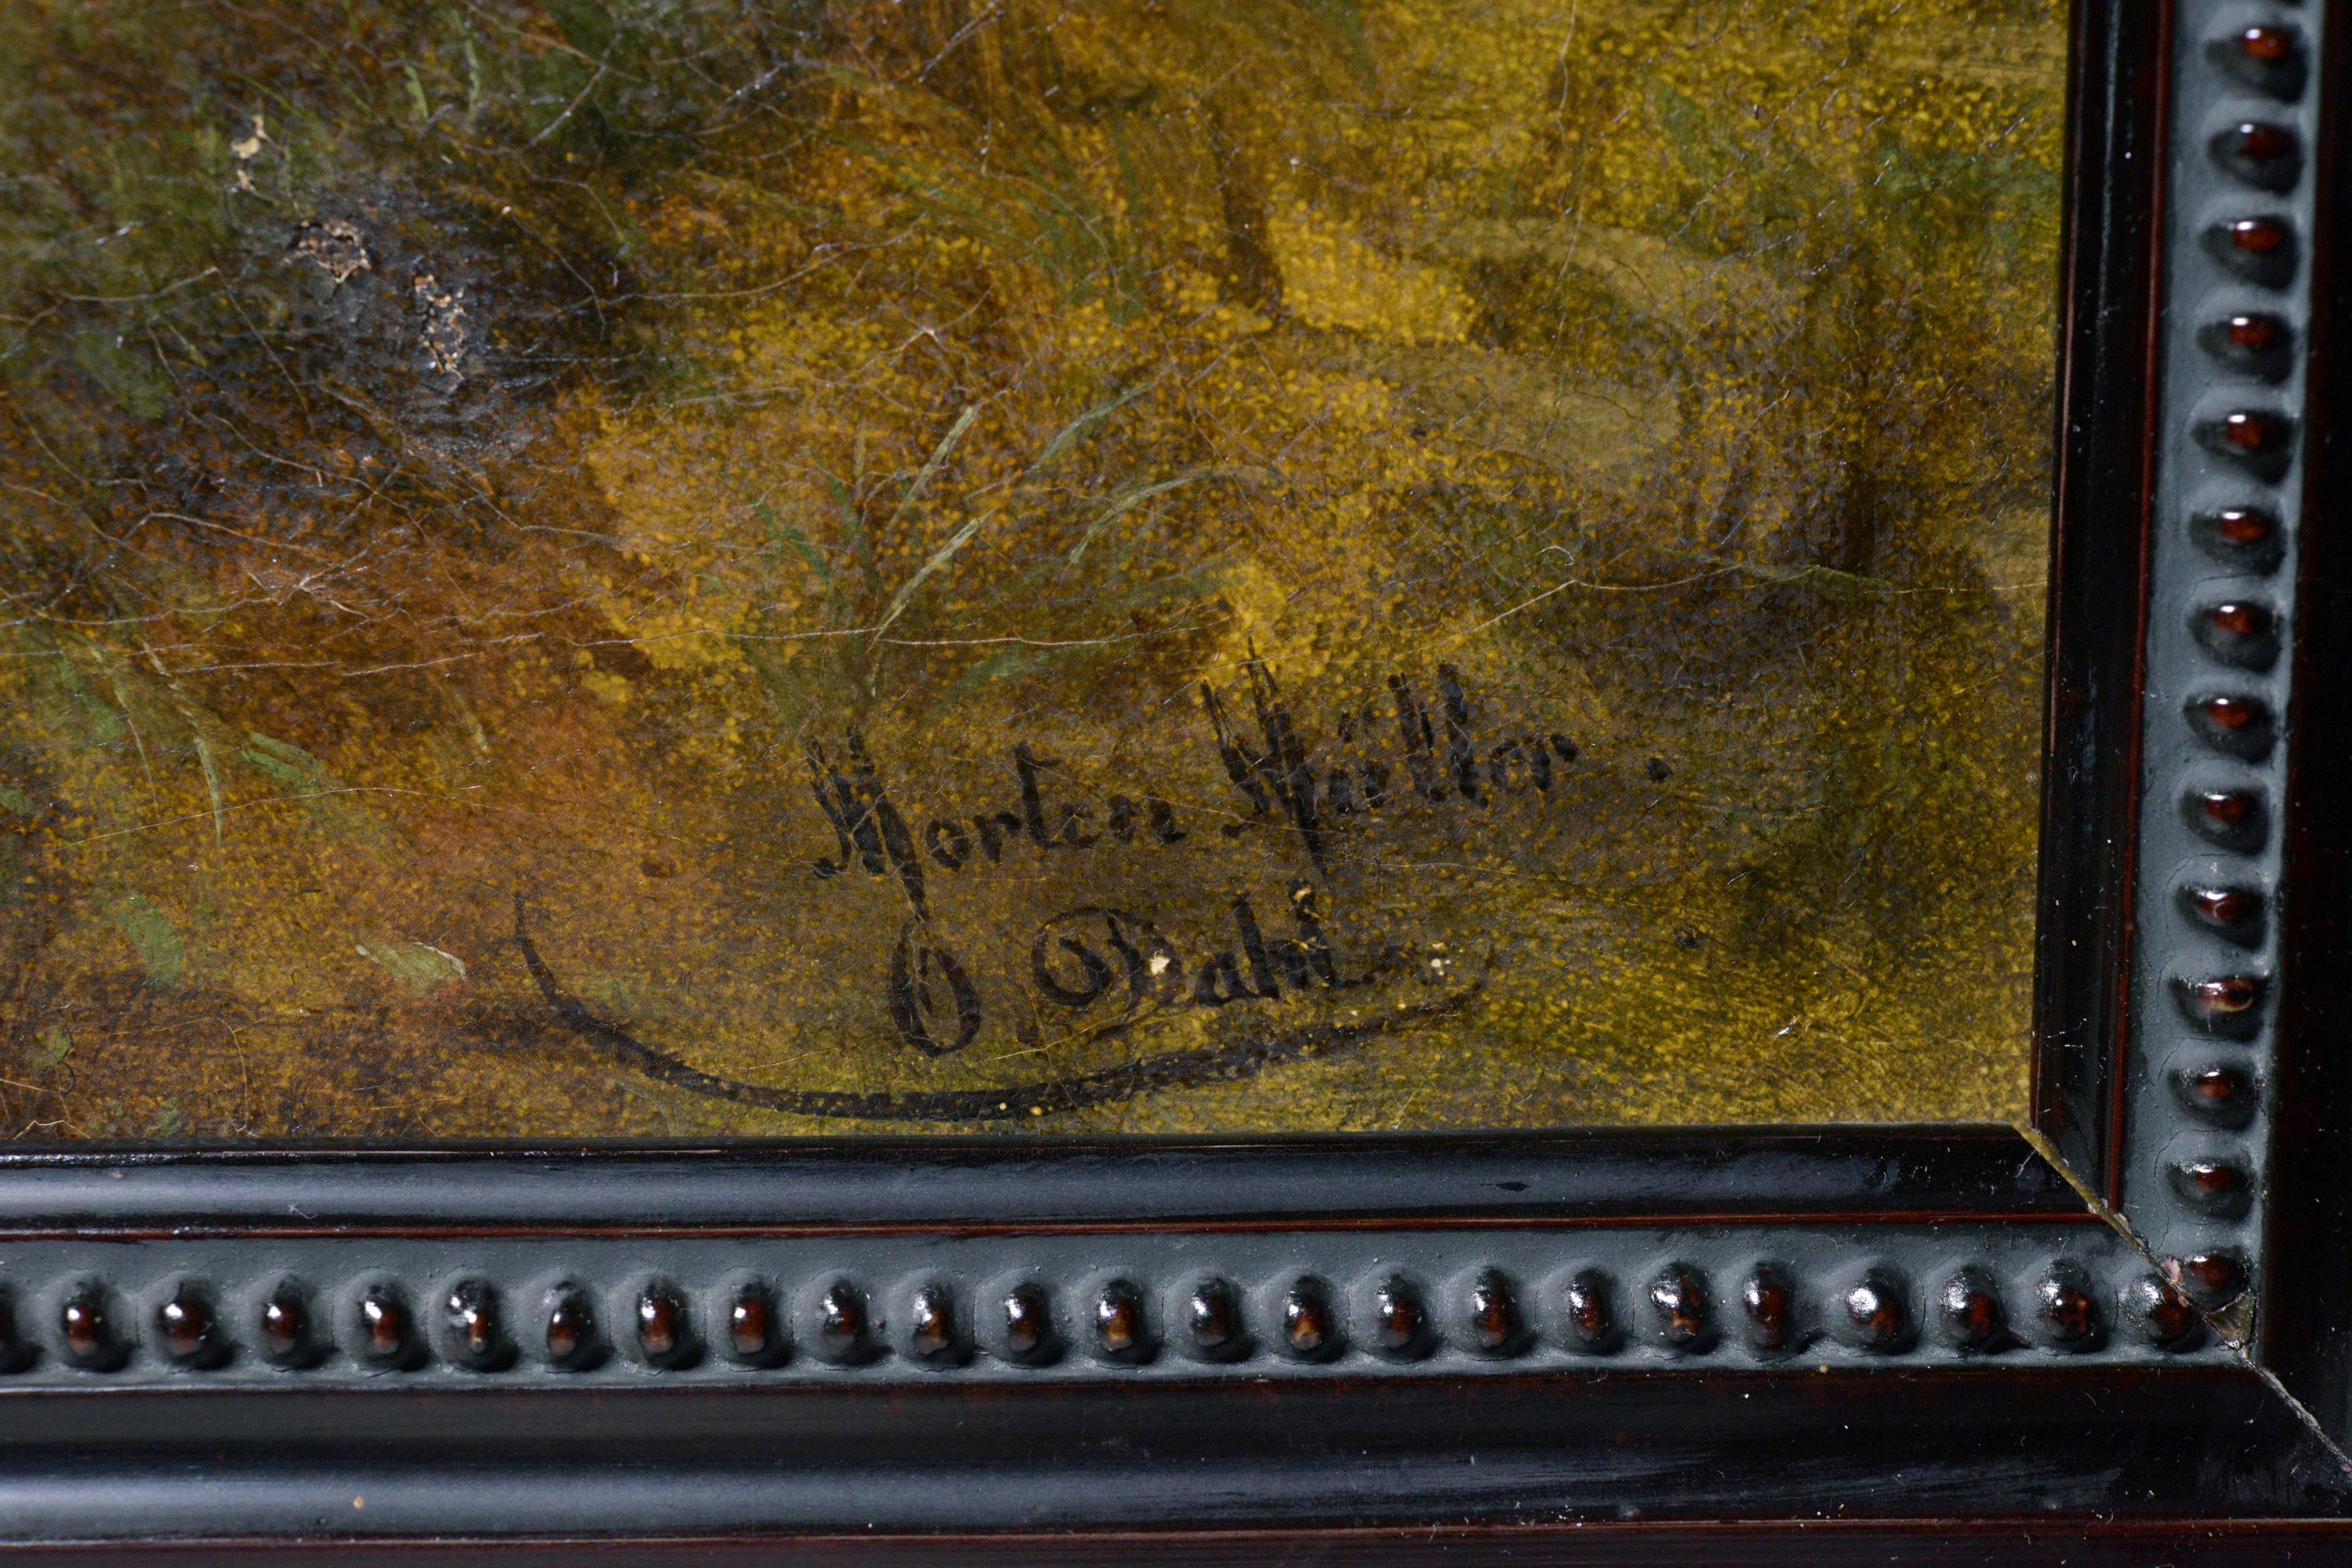 Morten Müller.
O. Dahl